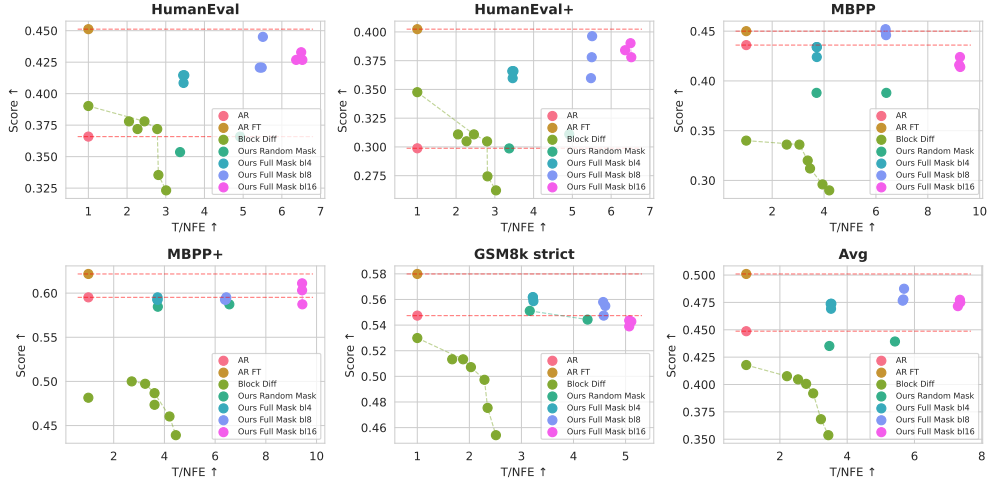 HumanEval
0.450
0.425
0.400
0.375
0.350
0.325
Score ↑
1 2 3 4 5 6 7
T/NFE ↑
AR
AR FT
Block Diff
Ours Random Mask
Ours Full Mask bl4
Ours Full Mask bl8
Ours Full Mask bl16
HumanEval+
0.400
0.375
0.350
0.325
0.300
0.275
Score ↑
1 2 3 4 5 6 7
T/NFE ↑
AR
AR FT
Block Diff
Ours Random Mask
Ours Full Mask bl4
Ours Full Mask bl8
Ours Full Mask bl16
MBPP
0.45
0.40
0.35
0.30
Score ↑
2 4 6 8 10
T/NFE ↑
AR
AR FT
Block Diff
Ours Random Mask
Ours Full Mask bl4
Ours Full Mask bl8
Ours Full Mask bl16
MBPP+
0.60
0.55
0.50
0.45
Score ↑
2 4 6 8 10
T/NFE ↑
AR
AR FT
Block Diff
Ours Random Mask
Ours Full Mask bl4
Ours Full Mask bl8
Ours Full Mask bl16
GSM8k strict
0.58
0.56
0.54
0.52
0.50
0.48
0.46
Score ↑
1 2 3 4 5
T/NFE ↑
AR
AR FT
Block Diff
Ours Random Mask
Ours Full Mask bl4
Ours Full Mask bl8
Ours Full Mask bl16
Avg
0.500
0.475
0.450
0.425
0.400
0.375
0.350
Score ↑
2 4 6 8
T/NFE ↑
AR
AR FT
Block Diff
Ours Random Mask
Ours Full Mask bl4
Ours Full Mask bl8
Ours Full Mask bl16